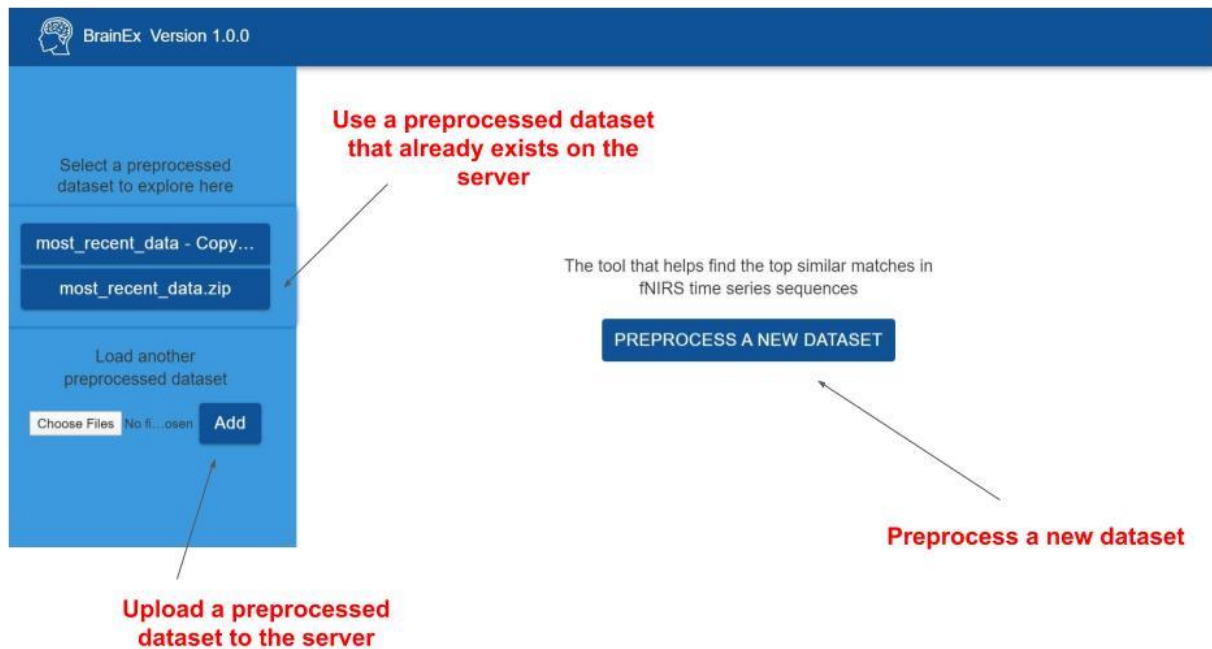 BrainEx Version 1.0.0
Select a preprocessed
dataset to explore here
most_recent_data - Copy...
most_recent_data.zip
Load another
preprocessed dataset
Choose Files No fi...osen Add
Use a preprocessed dataset
that already exists on the
server
The tool that helps find the top similar matches in
fNIRS time series sequences
PREPROCESS A NEW DATASET
Preprocess a new dataset
Upload a preprocessed
dataset to the server